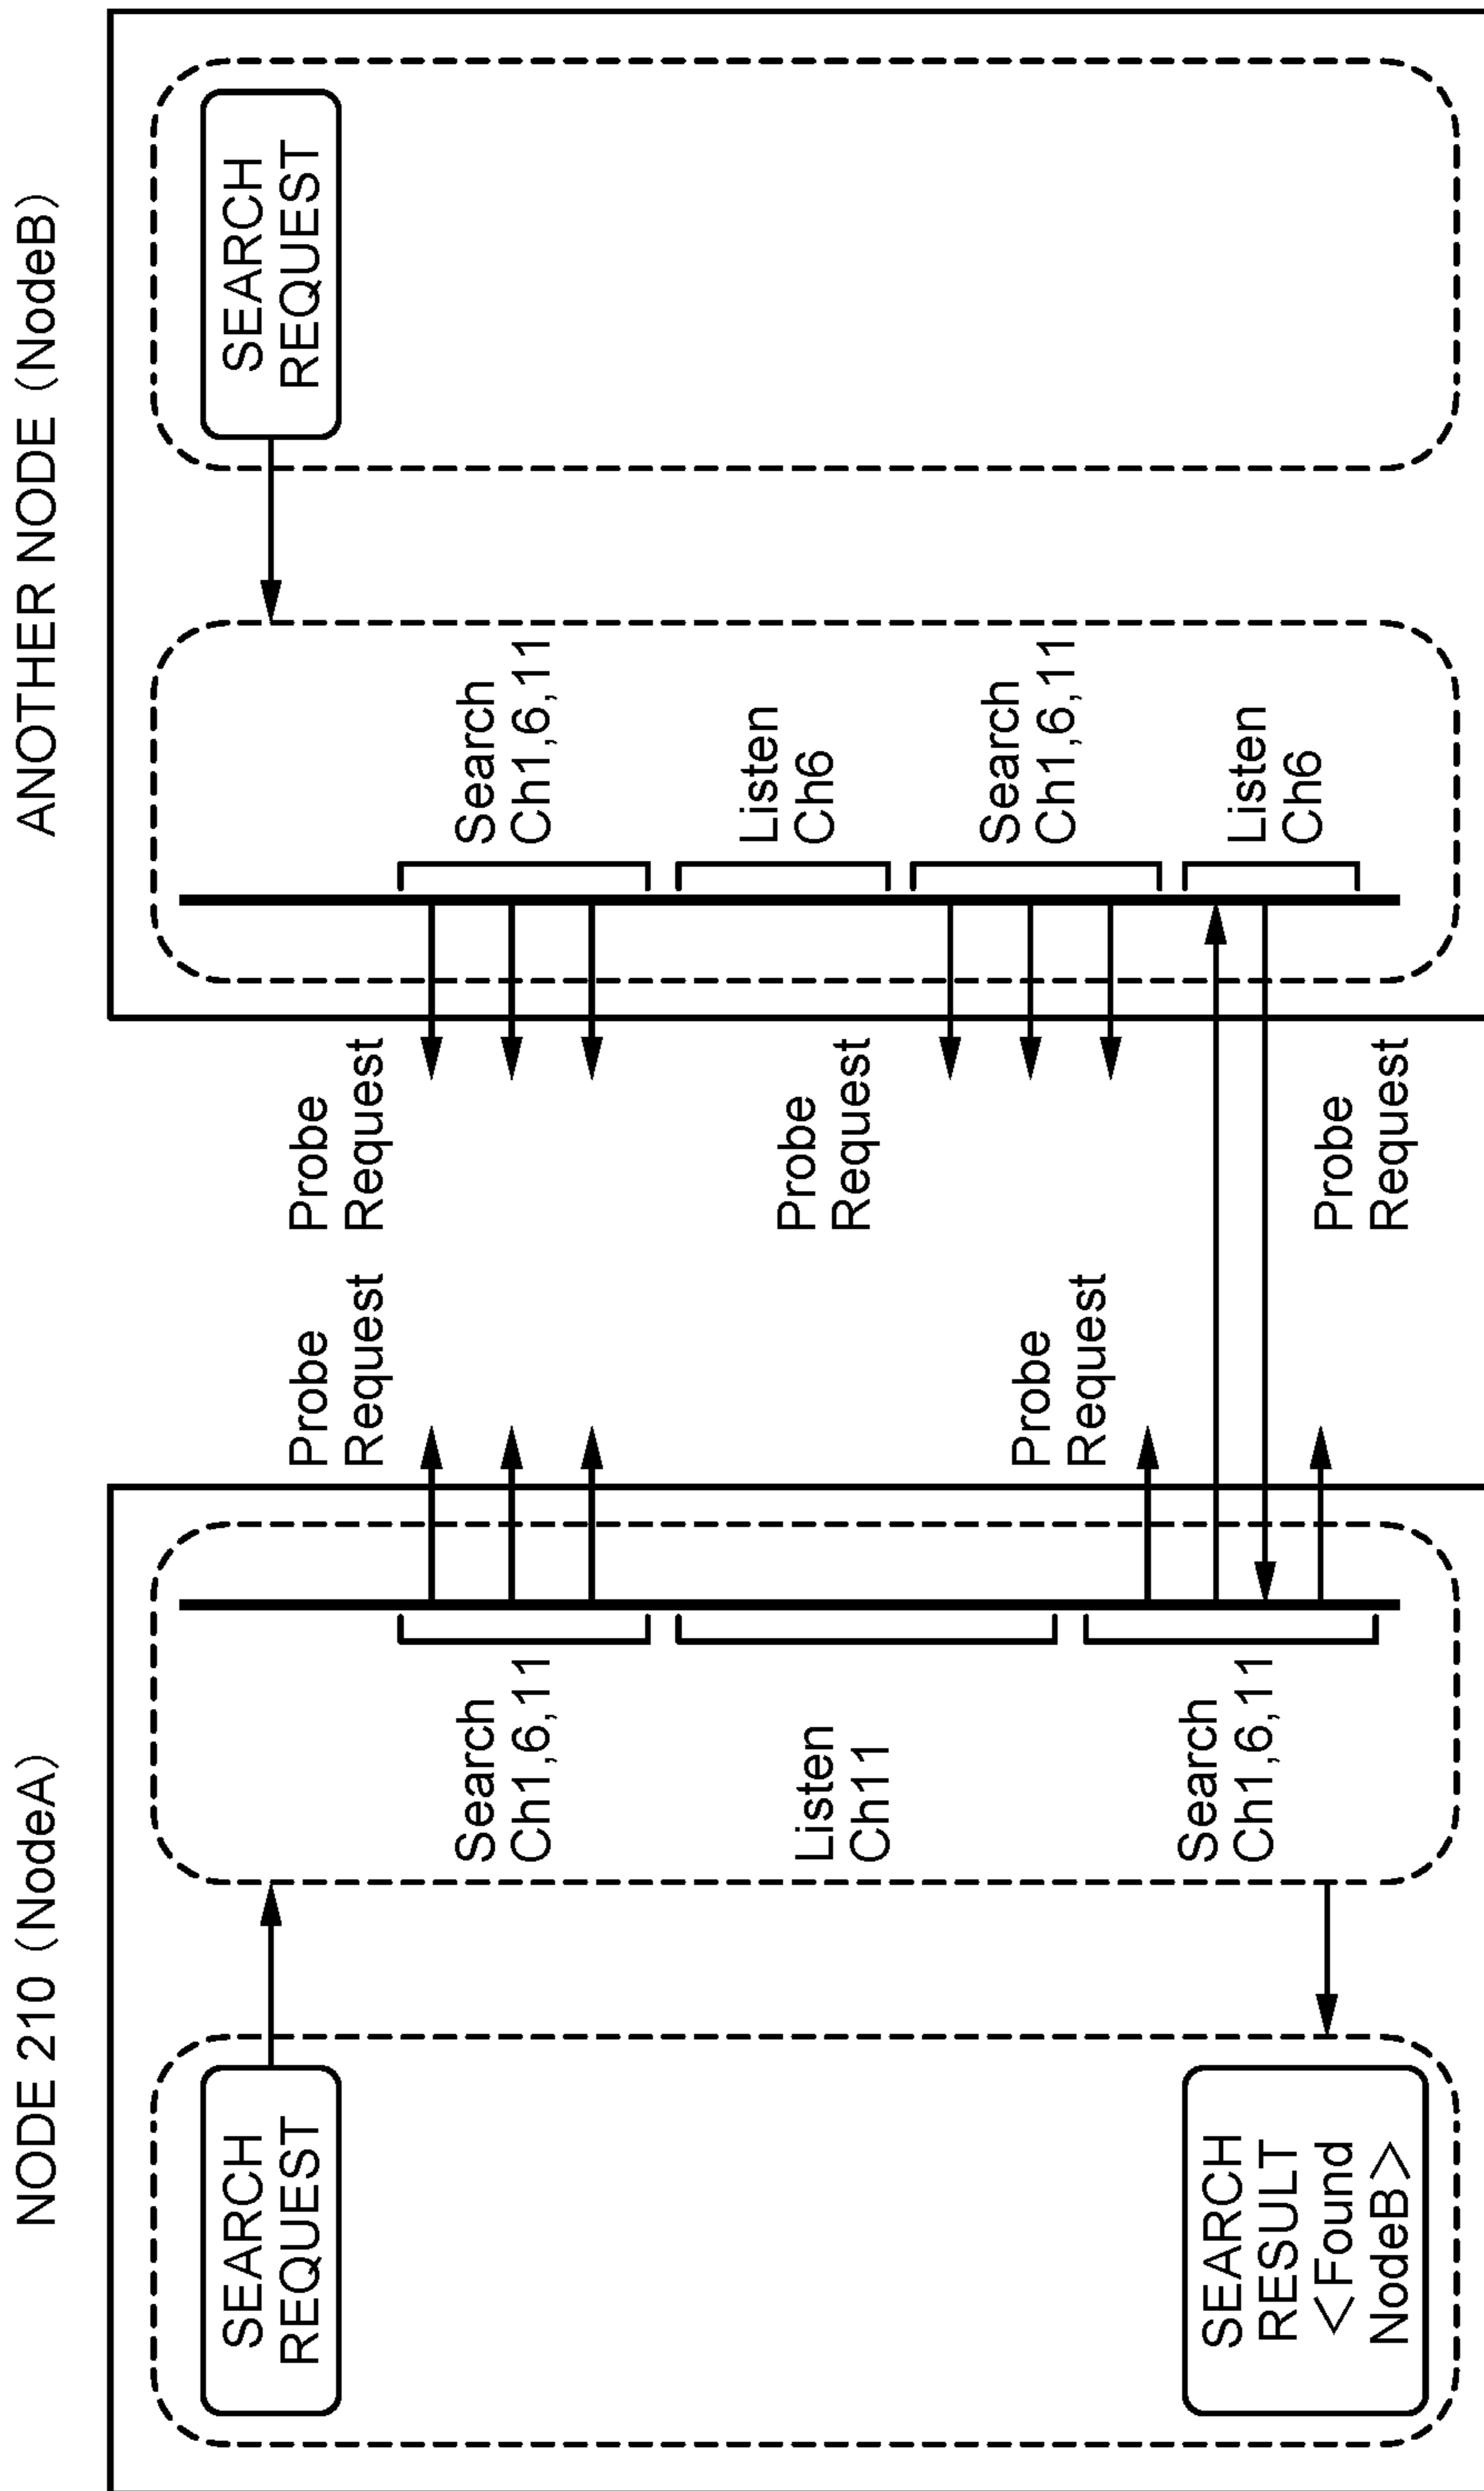 NODE 210 (NodeA)
ANOTHER NODE (NodeB)
SEARCH
REQUEST
SEARCH
REQUEST
Probe
Request
Probe
Request
Search
Ch1,6,11
Search
Ch1,6,11
Listen
Ch11
Probe
Request
Listen
Ch6
Probe
Request
Search
Ch1,6,11
SEARCH
RESULT
<Found
NodeB>
Search
Ch1,6,11
Probe
Request
Listen
Ch6